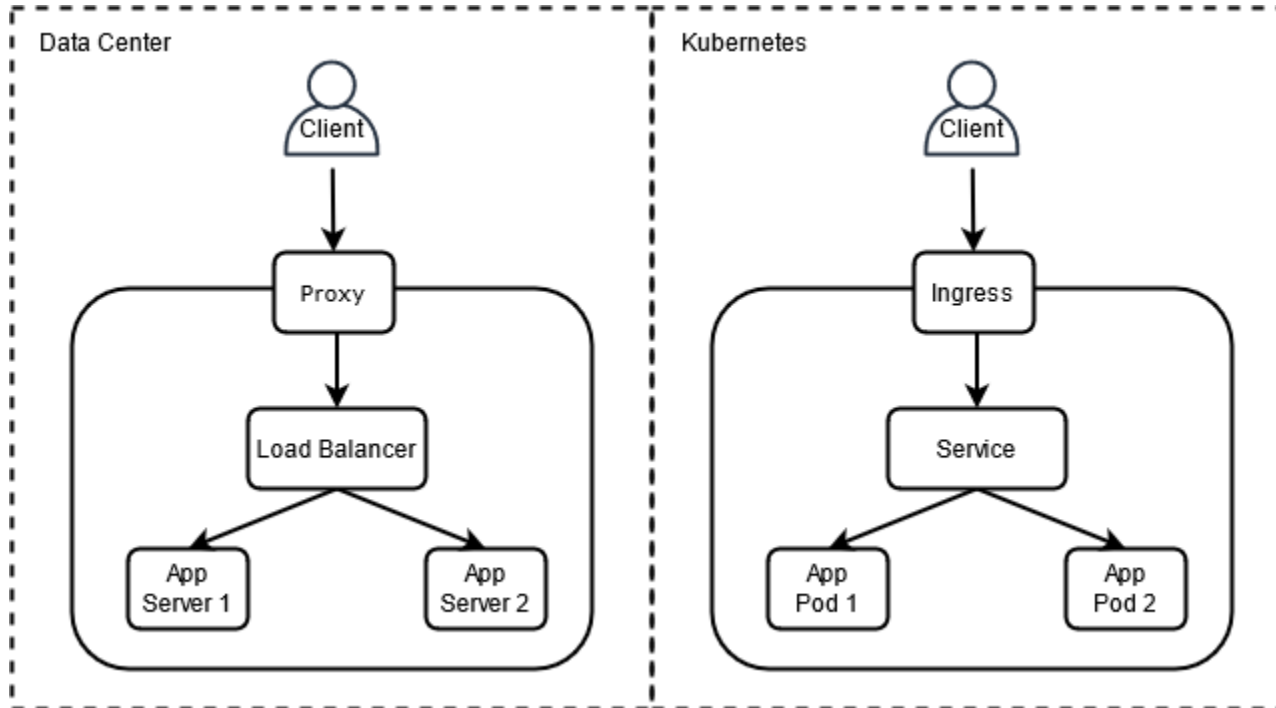 Data Center
Client
Proxy
Load Balancer
App
Server 1
App
Server 2
Kubernetes
Client
Ingress
Service
App
Pod 1
App
Pod 2